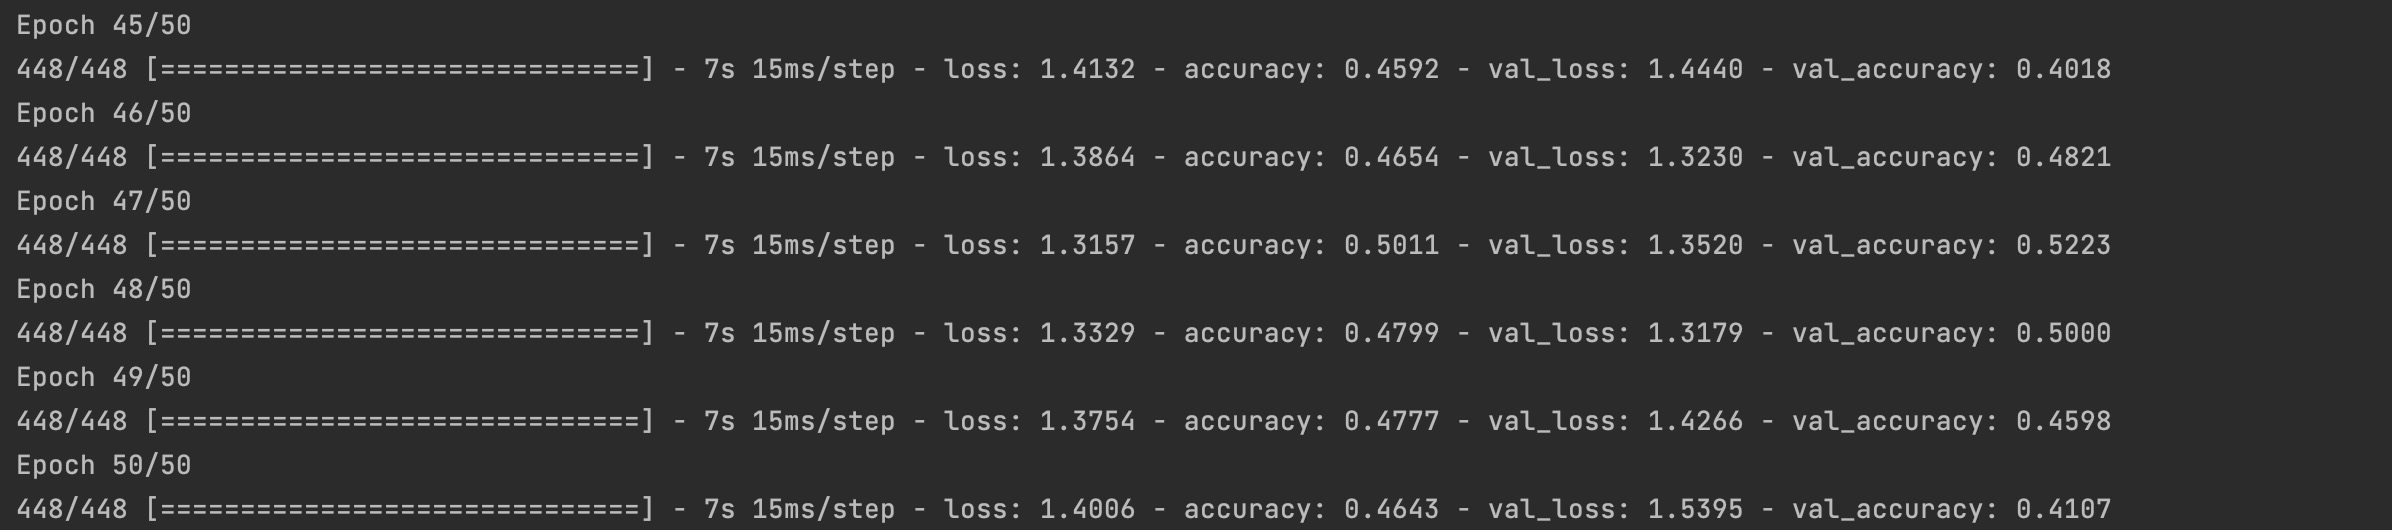 Epoch 45/50
448/448 [==============================] - 7s 15ms/step - loss: 1.4132 - accuracy: 0.4592 - val_loss: 1.4440 - val_accuracy: 0.4018
Epoch 46/50
448/448 [==============================] - 7s 15ms/step - loss: 1.3864 - accuracy: 0.4654 - val_loss: 1.3230 - val_accuracy: 0.4821
Epoch 47/50
448/448 [==============================] - 7s 15ms/step - loss: 1.3157 - accuracy: 0.5011 - val_loss: 1.3520 - val_accuracy: 0.5223
Epoch 48/50
448/448 [==============================] - 7s 15ms/step - loss: 1.3329 - accuracy: 0.4799 - val_loss: 1.3179 - val_accuracy: 0.5000
Epoch 49/50
448/448 [==============================] - 7s 15ms/step - loss: 1.3754 - accuracy: 0.4777 - val_loss: 1.4266 - val_accuracy: 0.4598
Epoch 50/50
448/448 [==============================] - 7s 15ms/step - loss: 1.4006 - accuracy: 0.4643 - val_loss: 1.5395 - val_accuracy: 0.4107